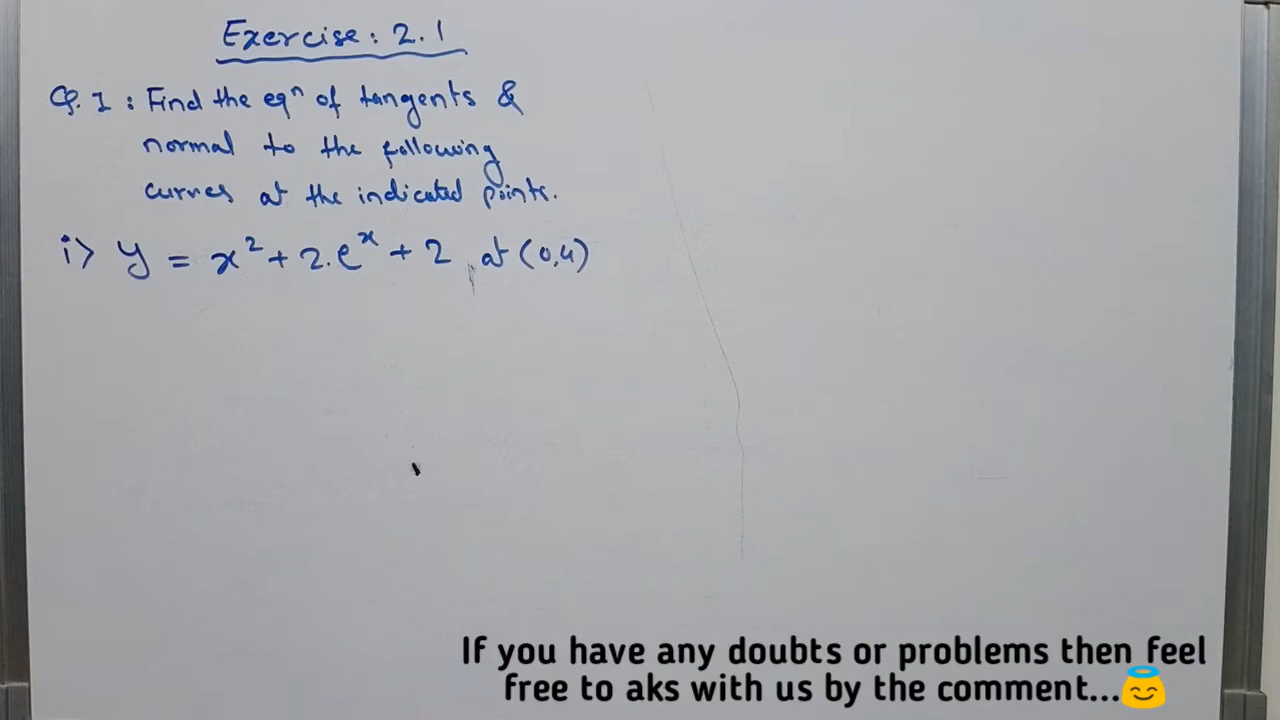 Exercise: 2.1
Q. 1 : Find the eqⁿ of tangents &
normal to the following
curves at the indicated points.
i> y = x² + 2.eˣ + 2 at (0,4)
If you have any doubts or problems then feel
free to aks with us by the comment...😇